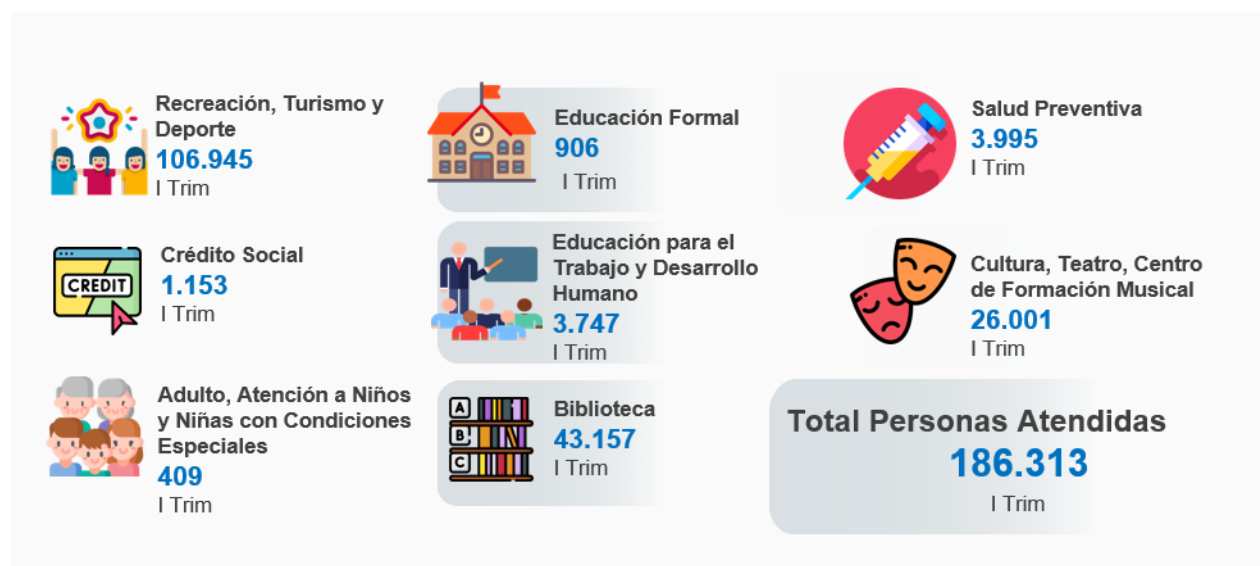 Recreación, Turismo y
Deporte
106.945
I Trim
Educación Formal
906
I Trim
Salud Preventiva
3.995
I Trim
Crédito Social
1.153
I Trim
CREDIT
Educación para el
Trabajo y Desarrollo
Humano
3.747
I Trim
Cultura, Teatro, Centro
de Formación Musical
26.001
I Trim
Adulto, Atención a Niños
y Niñas con Condiciones
Especiales
409
I Trim
A
B
C
Biblioteca
43.157
I Trim
Total Personas Atendidas
186.313
I Trim